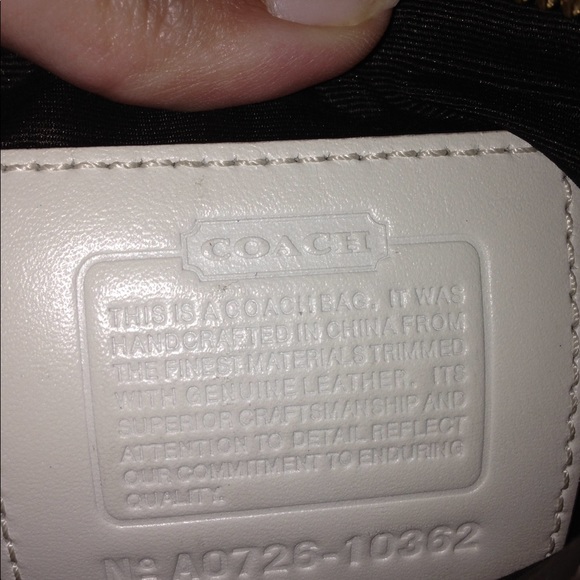 COACH
THIS IS A COACH BAG. IT WAS
HANDCRAFTED IN CHINA FROM
THE FINEST MATERIALS TRIMMED
WITH GENUINE LEATHER. ITS
SUPERIOR CRAFTSMANSHIP AND
ATTENTION TO DETAIL REFLECT
OUR COMMITMENT TO ENDURING
QUALITY.
Nº A0726-10362